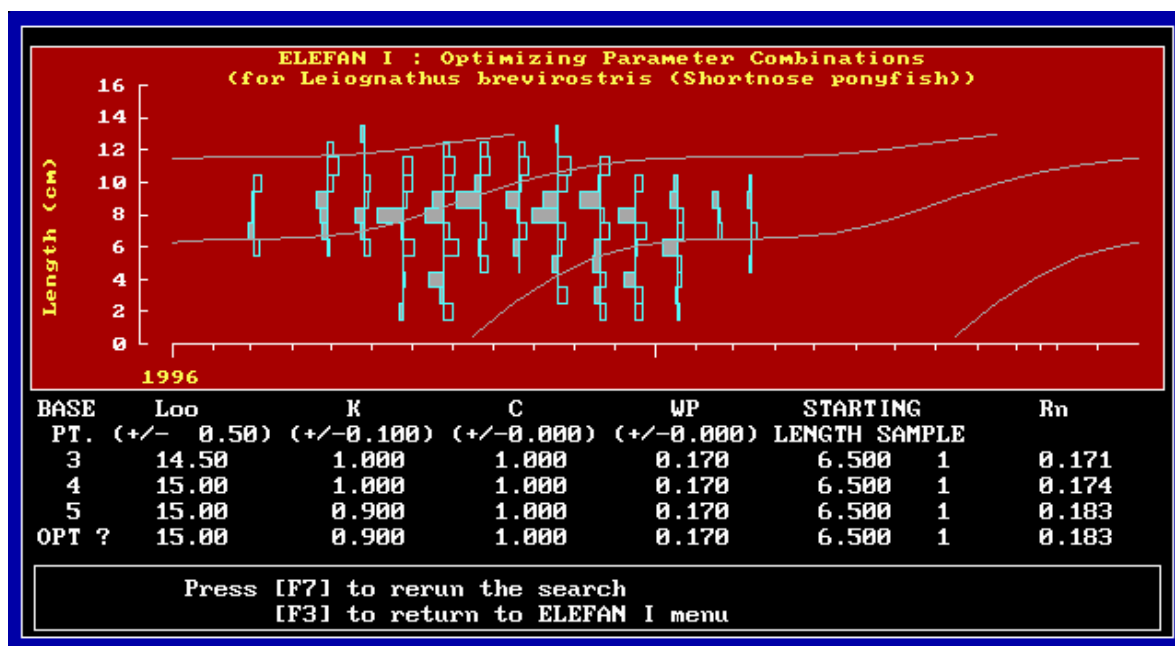 ELEFAN I : Optimizing Parameter Combinations
(for Leiognathus brevirostris (Shortnose ponyfish))
16
14
12
10
8
6
4
2
0
Length (cm)
1996
BASE Loo K C WP STARTING Rn
PT. (+/- 0.50) (+/-0.100) (+/-0.000) (+/-0.000) LENGTH SAMPLE
3 14.50 1.000 1.000 0.170 6.500 1 0.171
4 15.00 1.000 1.000 0.170 6.500 1 0.174
5 15.00 0.900 1.000 0.170 6.500 1 0.183
OPT ? 15.00 0.900 1.000 0.170 6.500 1 0.183
Press [F7] to rerun the search
[F3] to return to ELEFAN I menu